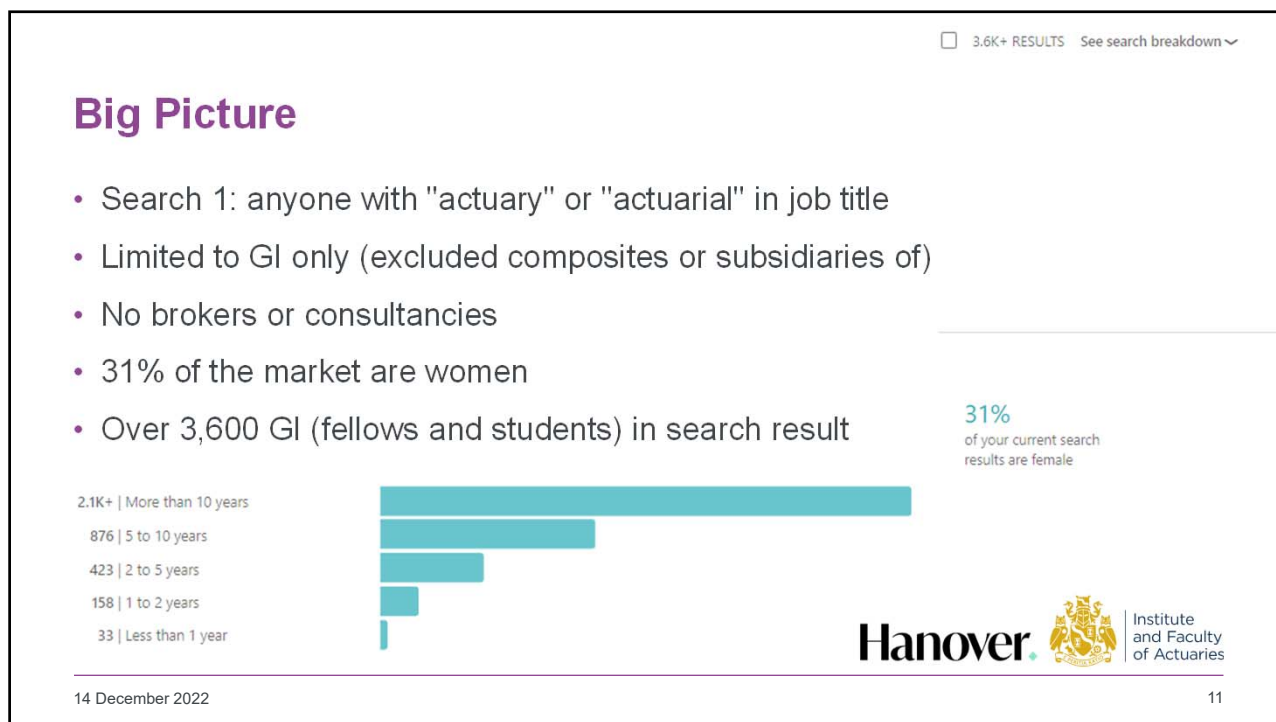 3.6K+ RESULTS See search breakdown
Big Picture
• Search 1: anyone with "actuary" or "actuarial" in job title
• Limited to GI only (excluded composites or subsidiaries of)
• No brokers or consultancies
• 31% of the market are women
• Over 3,600 GI (fellows and students) in search result
31%
of your current search
results are female
2.1K+ | More than 10 years
876 | 5 to 10 years
423 | 2 to 5 years
158 | 1 to 2 years
33 | Less than 1 year
Hanover.
Institute
and Faculty
of Actuaries
14 December 2022
11